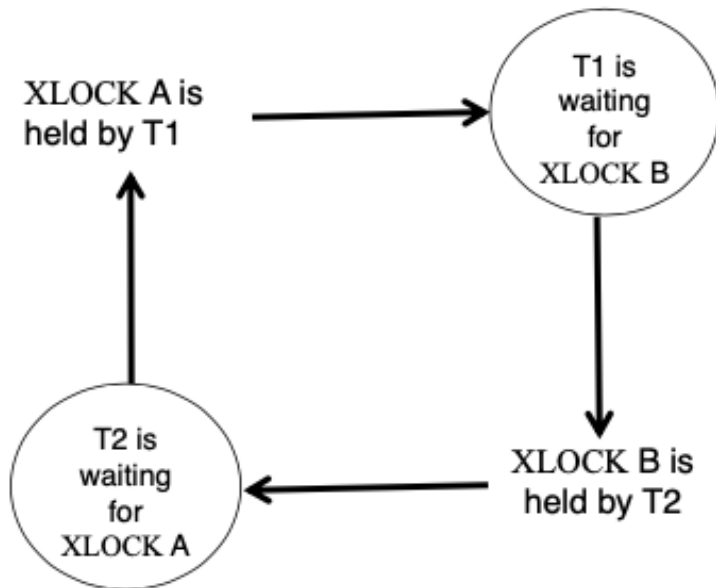 XLOCK A is
held by T1
T1 is
waiting
for
XLOCK B
T2 is
waiting
for
XLOCK A
XLOCK B is
held by T2